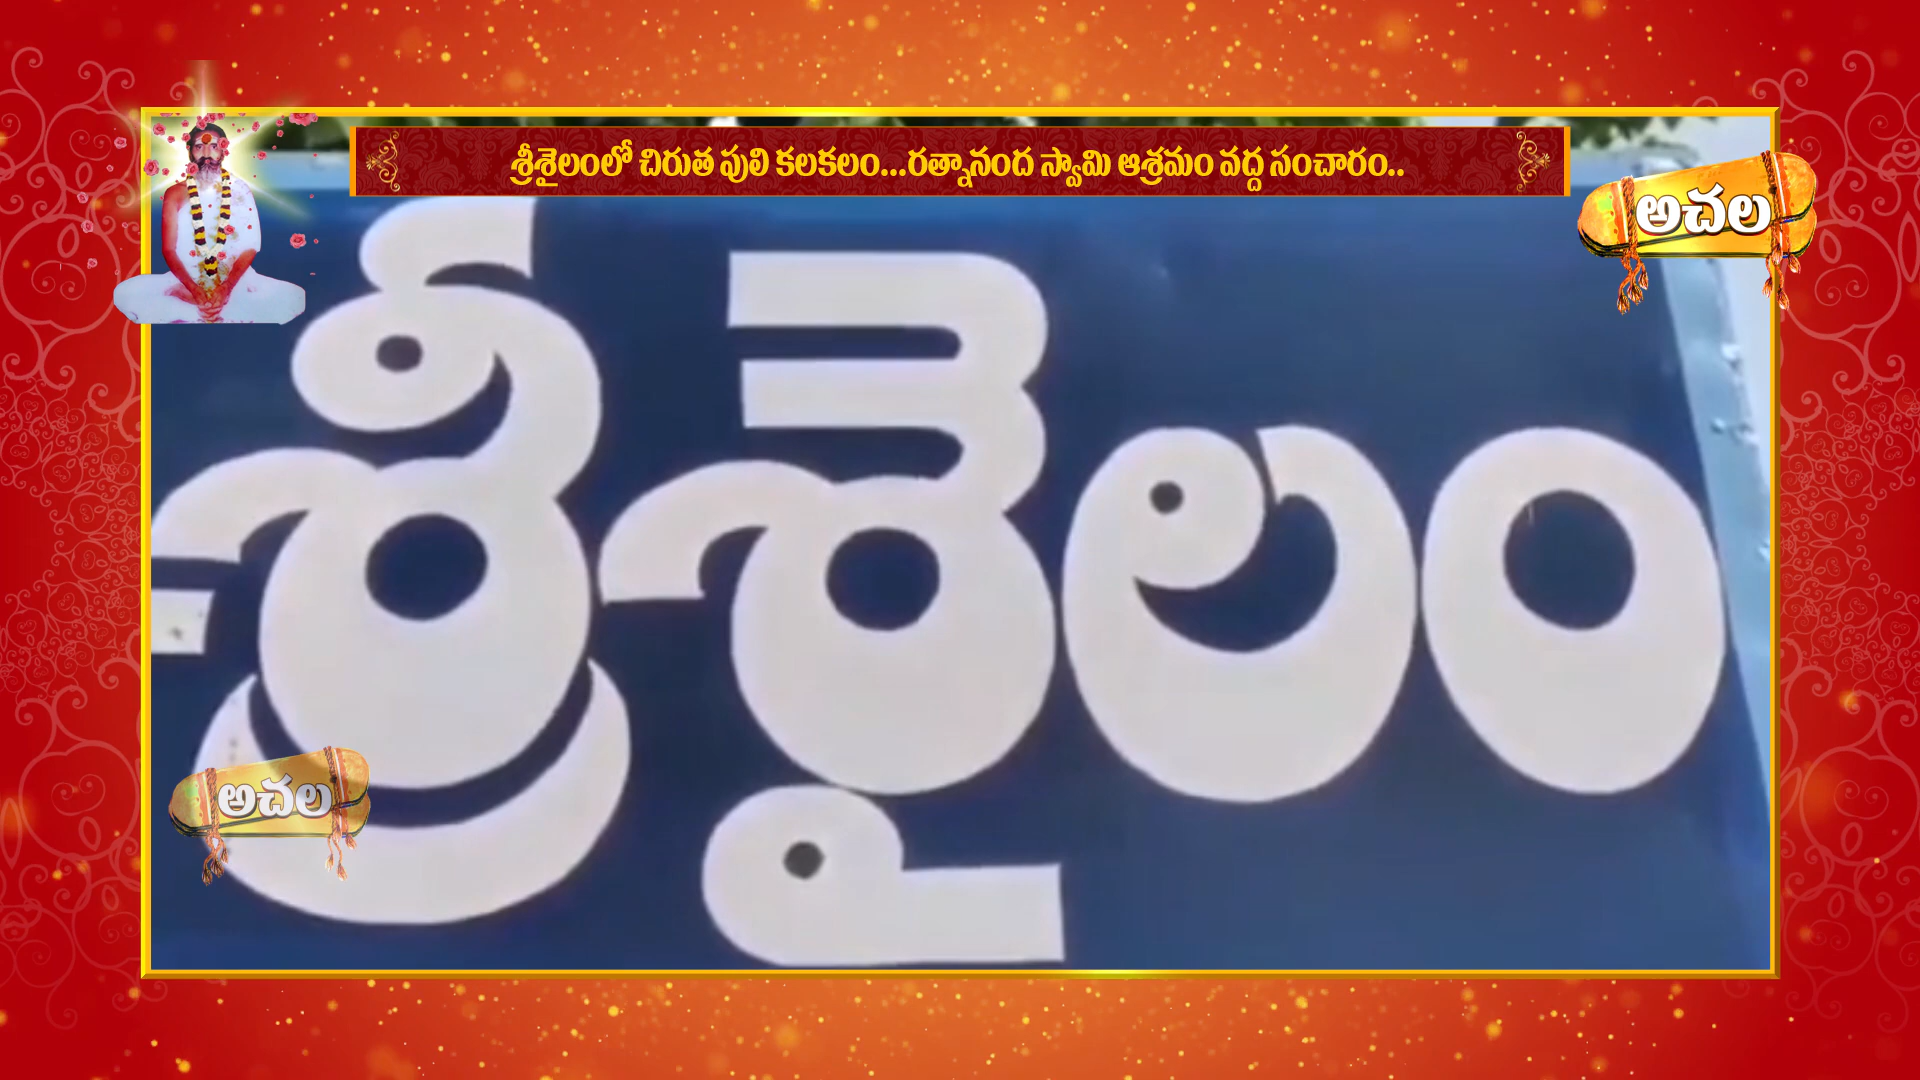 శ్రీశైలంలో చిరుత పులి కలకలం...రత్నానంద స్వామి ఆశ్రమం వద్ద సంచారం..
అచల
శ్రీశైలం
అచల